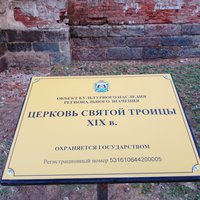 ОБЪЕКТ КУЛЬТУРНОГО НАСЛЕДИЯ
РЕГИОНАЛЬНОГО ЗНАЧЕНИЯ
ЦЕРКОВЬ СВЯТОЙ ТРОИЦЫ
XIX в.
ОХРАНЯЕТСЯ ГОСУДАРСТВОМ
Регистрационный номер 531610644200005